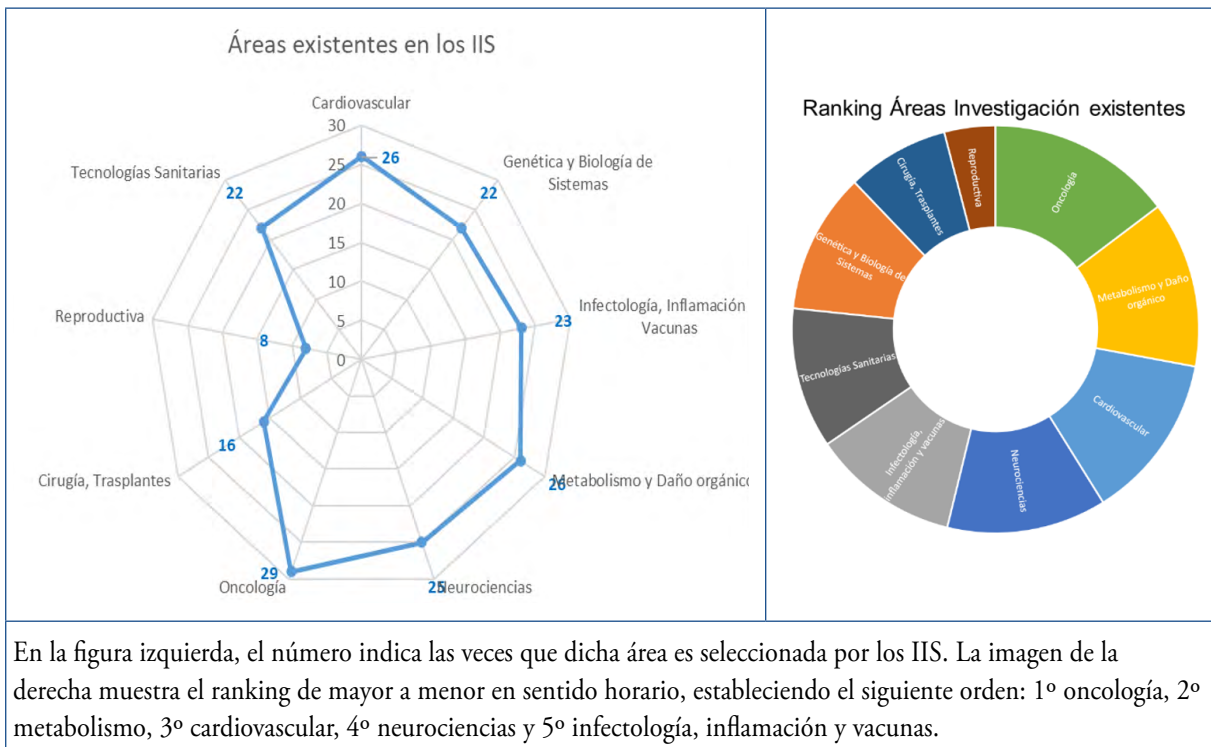 Áreas existentes en los IIS
Cardiovascular
30
26
25
20
15
10
5
0
Genética y Biología de
Sistemas
22
Infectología, Inflamación
Vacunas
23
Metabolismo y Daño orgánico
26
Neurociencias
25
Oncología
29
Cirugía, Trasplantes
16
Reproductiva
8
Tecnologías Sanitarias
22
Ranking Áreas Investigación existentes
Oncología
Metabolismo y Daño
orgánico
Cardiovascular
Neurociencias
Infectología,
inflamación y vacunas
Tecnologías Sanitarias
Genética y Biología de
Sistemas
Cirugía, Trasplantes
Reproductiva
En la figura izquierda, el número indica las veces que dicha área es seleccionada por los IIS. La imagen de la
derecha muestra el ranking de mayor a menor en sentido horario, estableciendo el siguiente orden: 1º oncología, 2º
metabolismo, 3º cardiovascular, 4º neurociencias y 5º infectología, inflamación y vacunas.